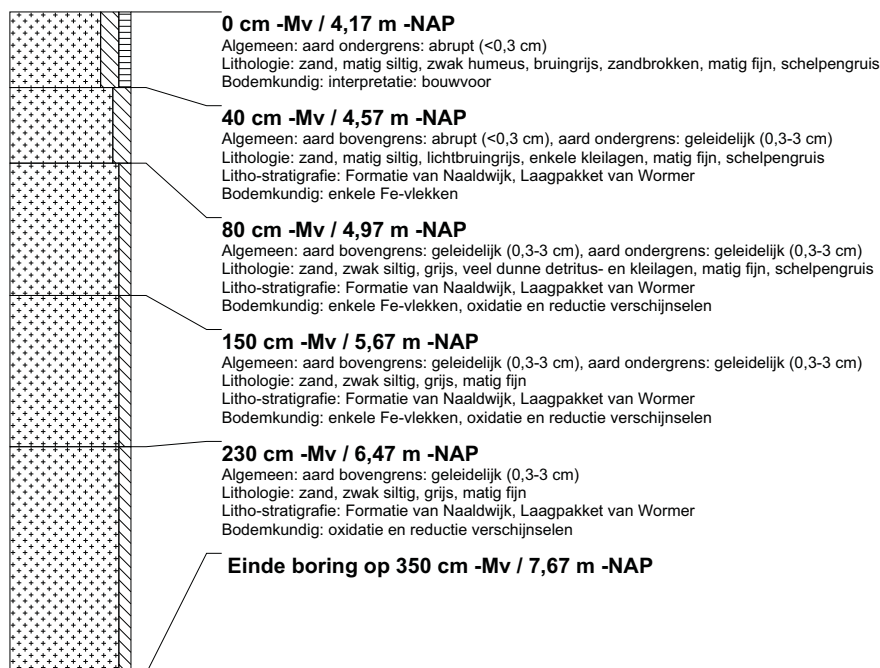 0 cm -Mv / 4,17 m -NAP
Algemeen: aard ondergrens: abrupt (<0,3 cm)
Lithologie: zand, matig siltig, zwak humeus, bruingrijs, zandbrokken, matig fijn, schelpengruis
Bodemkundig: interpretatie: bouwvoor
40 cm -Mv / 4,57 m -NAP
Algemeen: aard bovengrens: abrupt (<0,3 cm), aard ondergrens: geleidelijk (0,3-3 cm)
Lithologie: zand, matig siltig, lichtbruingrijs, enkele kleilagen, matig fijn, schelpengruis
Litho-stratigrafie: Formatie van Naaldwijk, Laagpakket van Wormer
Bodemkundig: enkele Fe-vlekken
80 cm -Mv / 4,97 m -NAP
Algemeen: aard bovengrens: geleidelijk (0,3-3 cm), aard ondergrens: geleidelijk (0,3-3 cm)
Lithologie: zand, zwak siltig, grijs, veel dunne detritus- en kleilagen, matig fijn, schelpengruis
Litho-stratigrafie: Formatie van Naaldwijk, Laagpakket van Wormer
Bodemkundig: enkele Fe-vlekken, oxidatie en reductie verschijnselen
150 cm -Mv / 5,67 m -NAP
Algemeen: aard bovengrens: geleidelijk (0,3-3 cm), aard ondergrens: geleidelijk (0,3-3 cm)
Lithologie: zand, zwak siltig, grijs, matig fijn
Litho-stratigrafie: Formatie van Naaldwijk, Laagpakket van Wormer
Bodemkundig: enkele Fe-vlekken, oxidatie en reductie verschijnselen
230 cm -Mv / 6,47 m -NAP
Algemeen: aard bovengrens: geleidelijk (0,3-3 cm)
Lithologie: zand, zwak siltig, grijs, matig fijn
Litho-stratigrafie: Formatie van Naaldwijk, Laagpakket van Wormer
Bodemkundig: oxidatie en reductie verschijnselen
Einde boring op 350 cm -Mv / 7,67 m -NAP